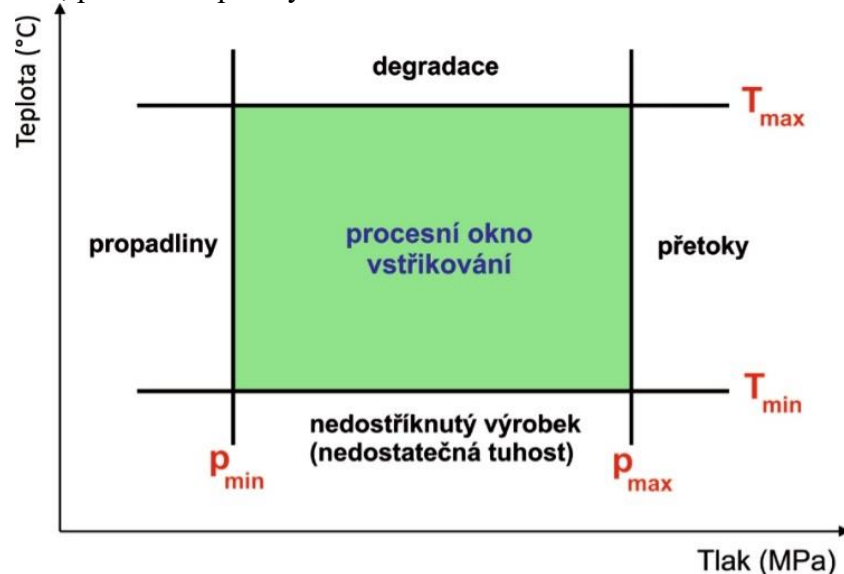 Teplota (°C)
degradace
Tmax
propadliny
procesní okno
vstřikování
přetoky
Tmin
nedostříknutý výrobek
(nedostatečná tuhost)
pmin
pmax
Tlak (MPa)